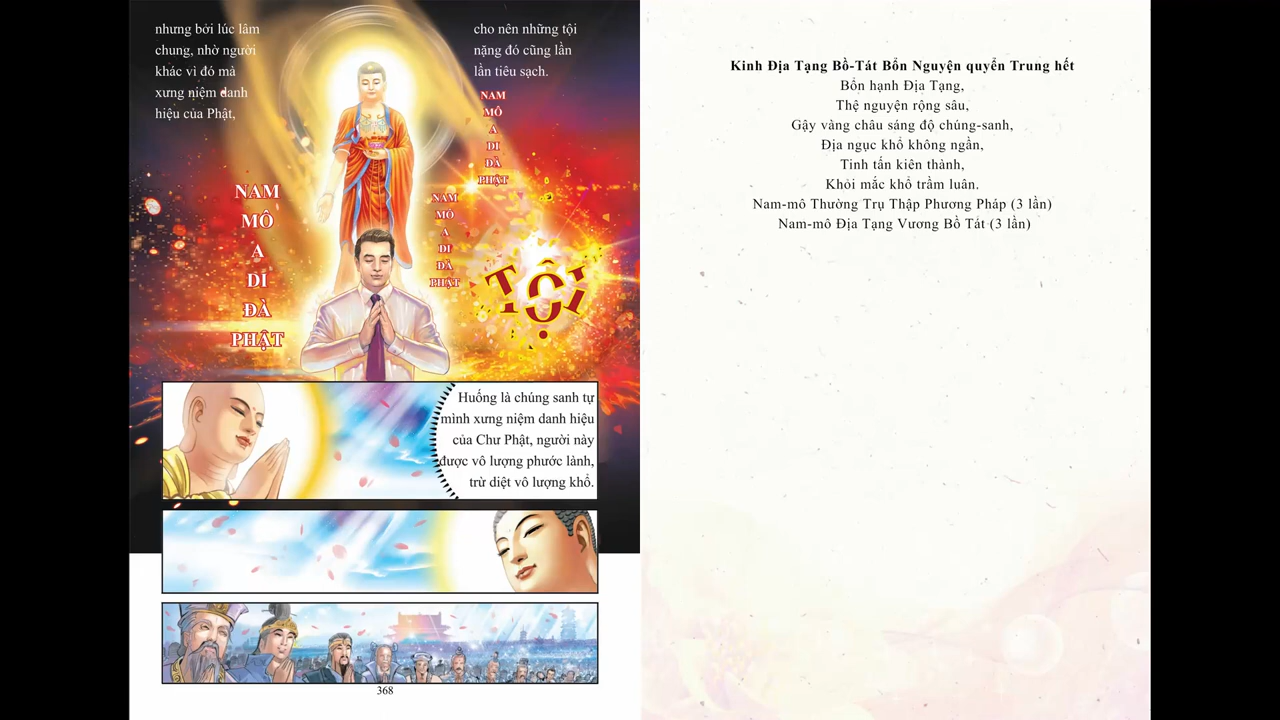 nhưng bởi lúc lâm
chung, nhờ người
khác vì đó mà
xưng niệm danh
hiệu của Phật,
cho nên những tội
nặng đó cũng lần
lần tiêu sạch.
NAM
MÔ
A
DI
ĐÀ
PHẬT
NAM
MÔ
A
DI
ĐÀ
PHẬT
NAM
MÔ
A
DI
ĐÀ
PHẬT
TỘI
Huống là chúng sanh tự
mình xưng niệm danh hiệu
của Chư Phật, người này
được vô lượng phước lành,
trừ diệt vô lượng khổ.
368
Kinh Địa Tạng Bồ-Tát Bổn Nguyện quyển Trung hết
Bổn hạnh Địa Tạng,
Thệ nguyện rộng sâu,
Gậy vàng châu sáng độ chúng-sanh,
Địa ngục khổ không ngằn,
Tinh tấn kiên thành,
Khỏi mắc khổ trầm luân.
Nam-mô Thường Trụ Thập Phương Pháp (3 lần)
Nam-mô Địa Tạng Vương Bồ Tát (3 lần)